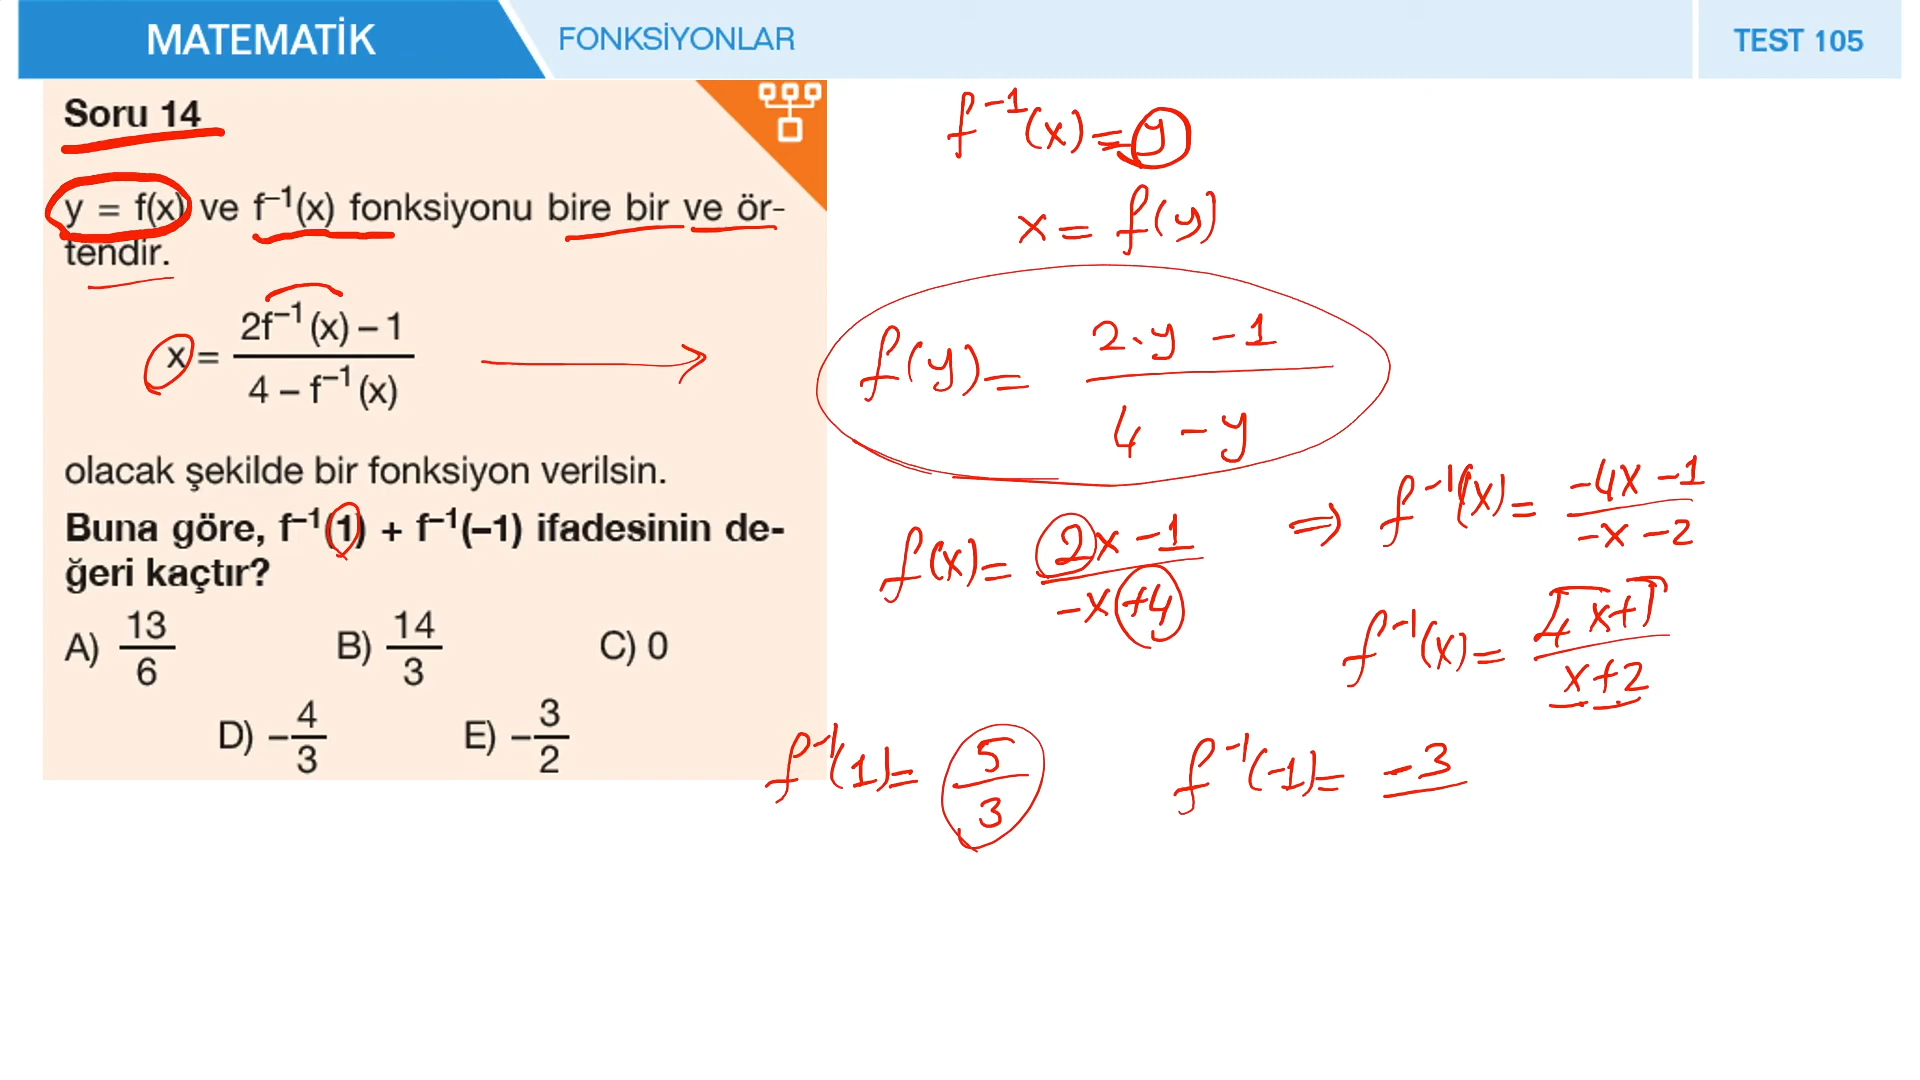 MATEMATİK
FONKSİYONLAR
TEST 105
Soru 14
y = f(x) ve f⁻¹(x) fonksiyonu bire bir ve ör-
tendir.
x = (2f⁻¹(x) – 1) / (4 – f⁻¹(x))
olacak şekilde bir fonksiyon verilsin.
Buna göre, f⁻¹(1) + f⁻¹(–1) ifadesinin de-
ğeri kaçtır?
A) 13/6 B) 14/3 C) 0
D) –4/3 E) –3/2
f⁻¹(x) = y
x = f(y)
f(y) = (2·y – 1) / (4 – y)
f(x) = (2x – 1) / (–x + 4) ⇒ f⁻¹(x) = (–4x – 1) / (–x – 2)
f⁻¹(x) = (4x + 1) / (x + 2)
f⁻¹(1) = 5/3 f⁻¹(–1) = –3